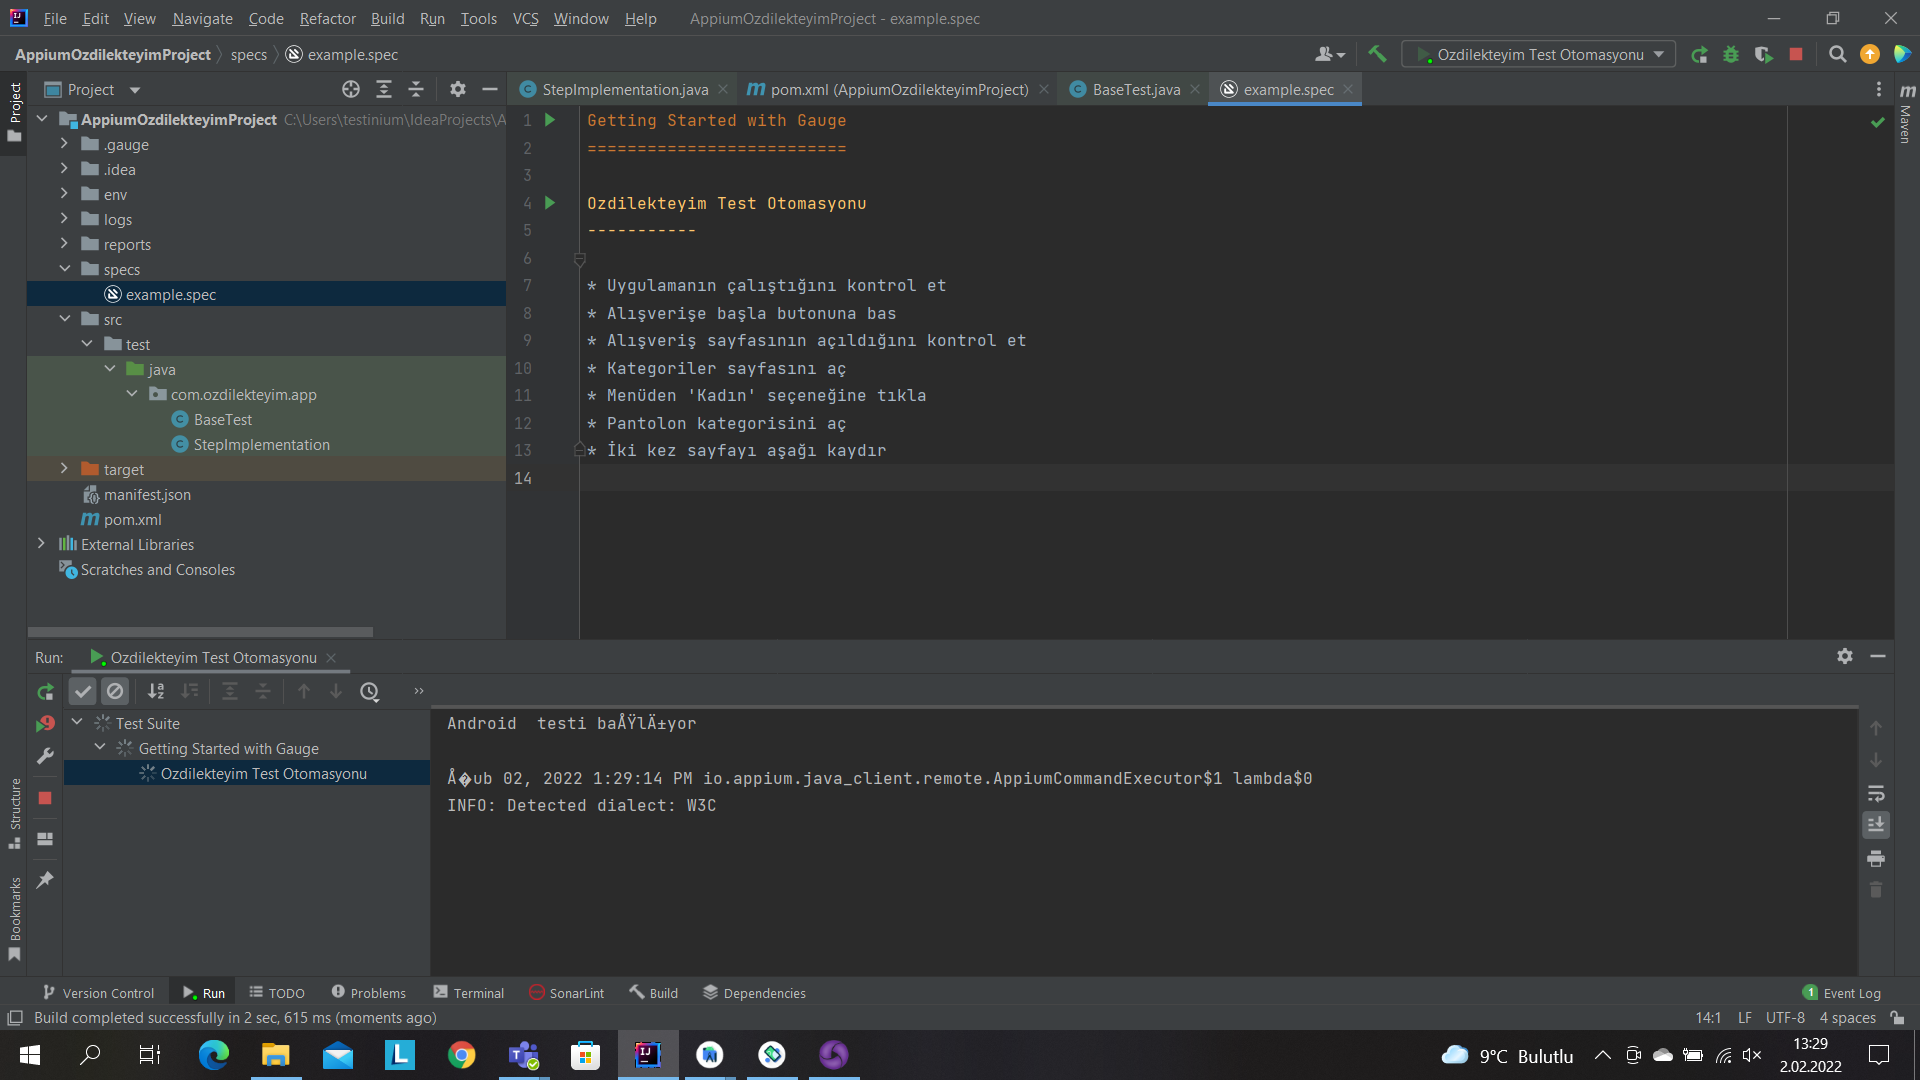 File Edit View Navigate Code Refactor Build Run Tools VCS Window Help AppiumOzdilekteyimProject - example.spec
AppiumOzdilekteyimProject specs example.spec
Ozdilekteyim Test Otomasyonu
Project
StepImplementation.java pom.xml (AppiumOzdilekteyimProject) BaseTest.java example.spec
Project
Maven
AppiumOzdilekteyimProject C:\Users\testinium\IdeaProjects\A
.gauge
.idea
env
logs
reports
specs
example.spec
src
test
java
com.ozdilekteyim.app
BaseTest
StepImplementation
target
manifest.json
pom.xml
External Libraries
Scratches and Consoles
1 Getting Started with Gauge
2 ==========================
3
4 Ozdilekteyim Test Otomasyonu
5 -----------
6
7 * Uygulamanın çalıştığını kontrol et
8 * Alışverişe başla butonuna bas
9 * Alışveriş sayfasının açıldığını kontrol et
10 * Kategoriler sayfasını aç
11 * Menüden 'Kadın' seçeneğine tıkla
12 * Pantolon kategorisini aç
13 * İki kez sayfayı aşağı kaydır
14
Run: Ozdilekteyim Test Otomasyonu
Test Suite
Getting Started with Gauge
Ozdilekteyim Test Otomasyonu
Android  testi baÅŸlÄ±yor
Å�ub 02, 2022 1:29:14 PM io.appium.java_client.remote.AppiumCommandExecutor$1 lambda$0
INFO: Detected dialect: W3C
Structure
Bookmarks
Version Control Run TODO Problems Terminal SonarLint Build Dependencies 1 Event Log
Build completed successfully in 2 sec, 615 ms (moments ago) 14:1 LF UTF-8 4 spaces
9°C Bulutlu
13:29
2.02.2022